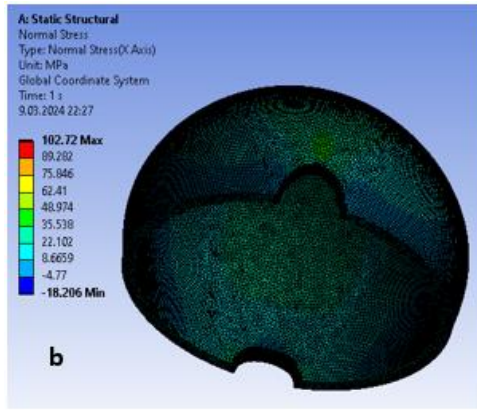 A: Static Structural
Normal Stress
Type: Normal Stress(X Axis)
Unit: MPa
Global Coordinate System
Time: 1 s
9.03.2024 22:27
102.72 Max
89.282
75.846
62.41
48.974
35.538
22.102
8.6659
-4.77
-18.206 Min
b